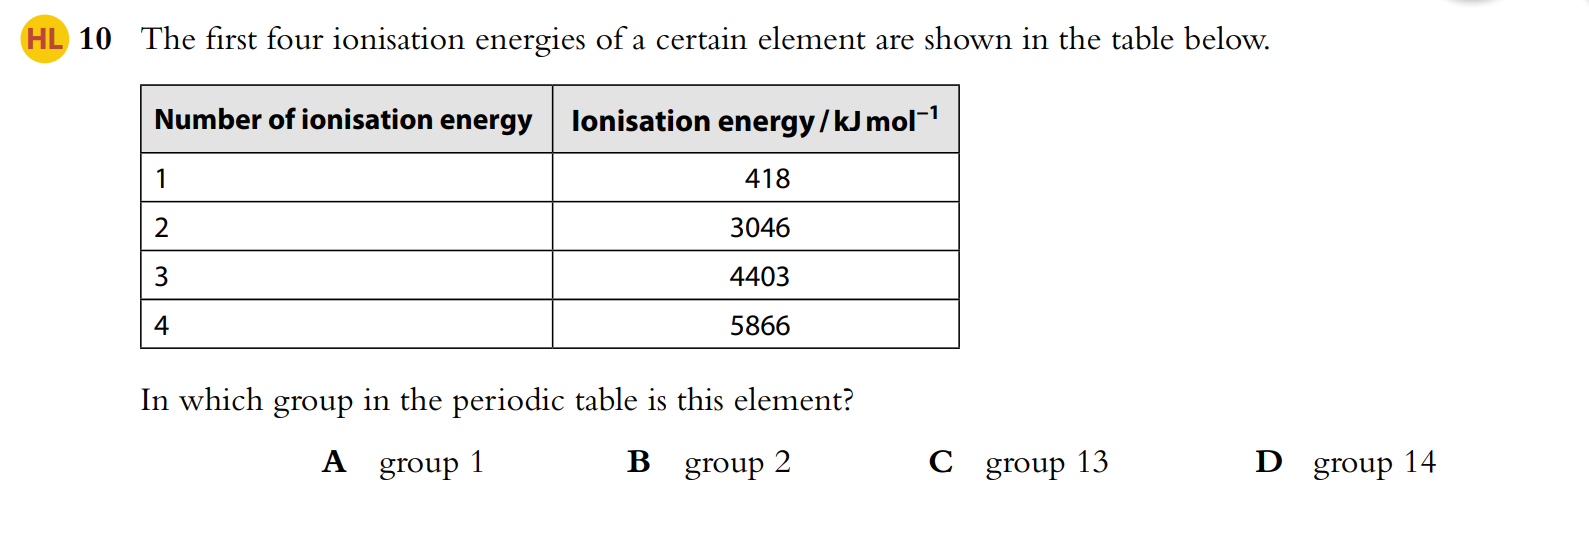 HL 10 The first four ionisation energies of a certain element are shown in the table below.
Number of ionisation energy Ionisation energy / kJ mol⁻¹
1 418
2 3046
3 4403
4 5866
In which group in the periodic table is this element?
A group 1 B group 2 C group 13 D group 14